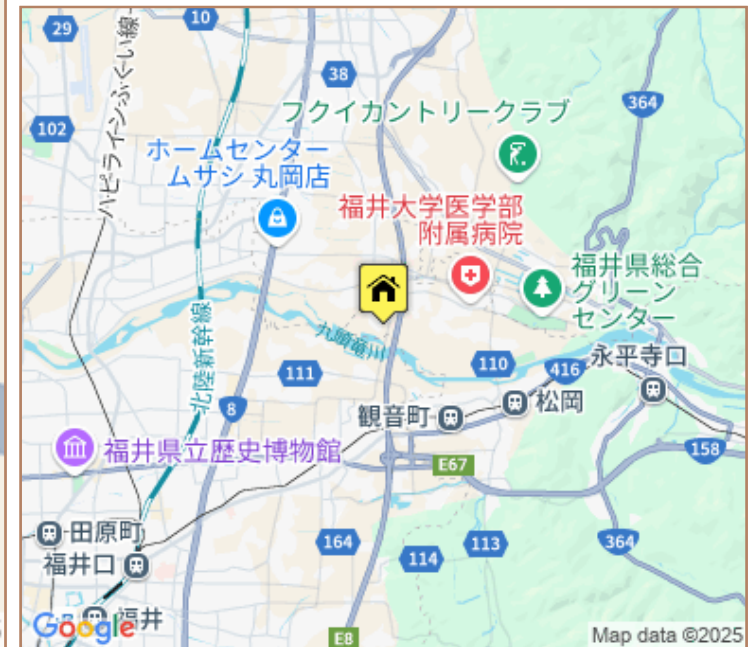 29
10
38
364
102
ハピラインふくい線
フクイカントリークラブ
ホームセンター
ムサシ 丸岡店
福井大学医学部
附属病院
福井県総合
グリーン
センター
北陸新幹線
九頭竜川
111
110
416
永平寺口
8
観音町
松岡
福井県立歴史博物館
E67
158
田原町
福井口
164
114
113
364
福井
Google
E8
Map data ©2025